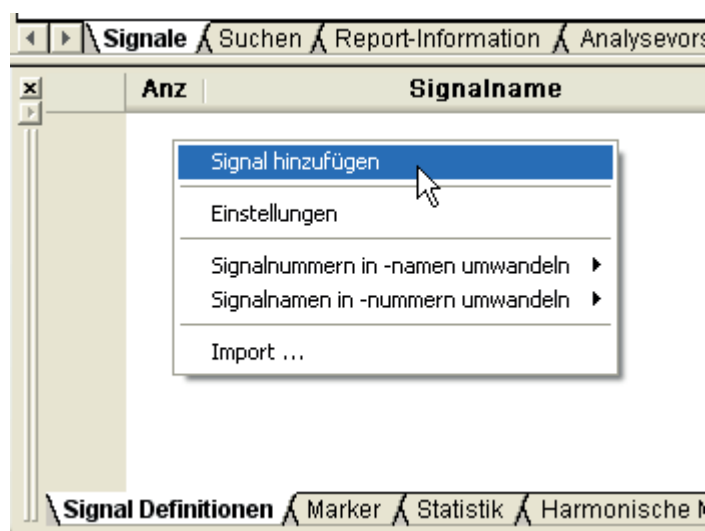 Signale Suchen Report-Information Analysevors
Anz Signalname
Signal hinzufügen
Einstellungen
Signalnummern in -namen umwandeln
Signalnamen in -nummern umwandeln
Import ...
Signal Definitionen Marker Statistik Harmonische